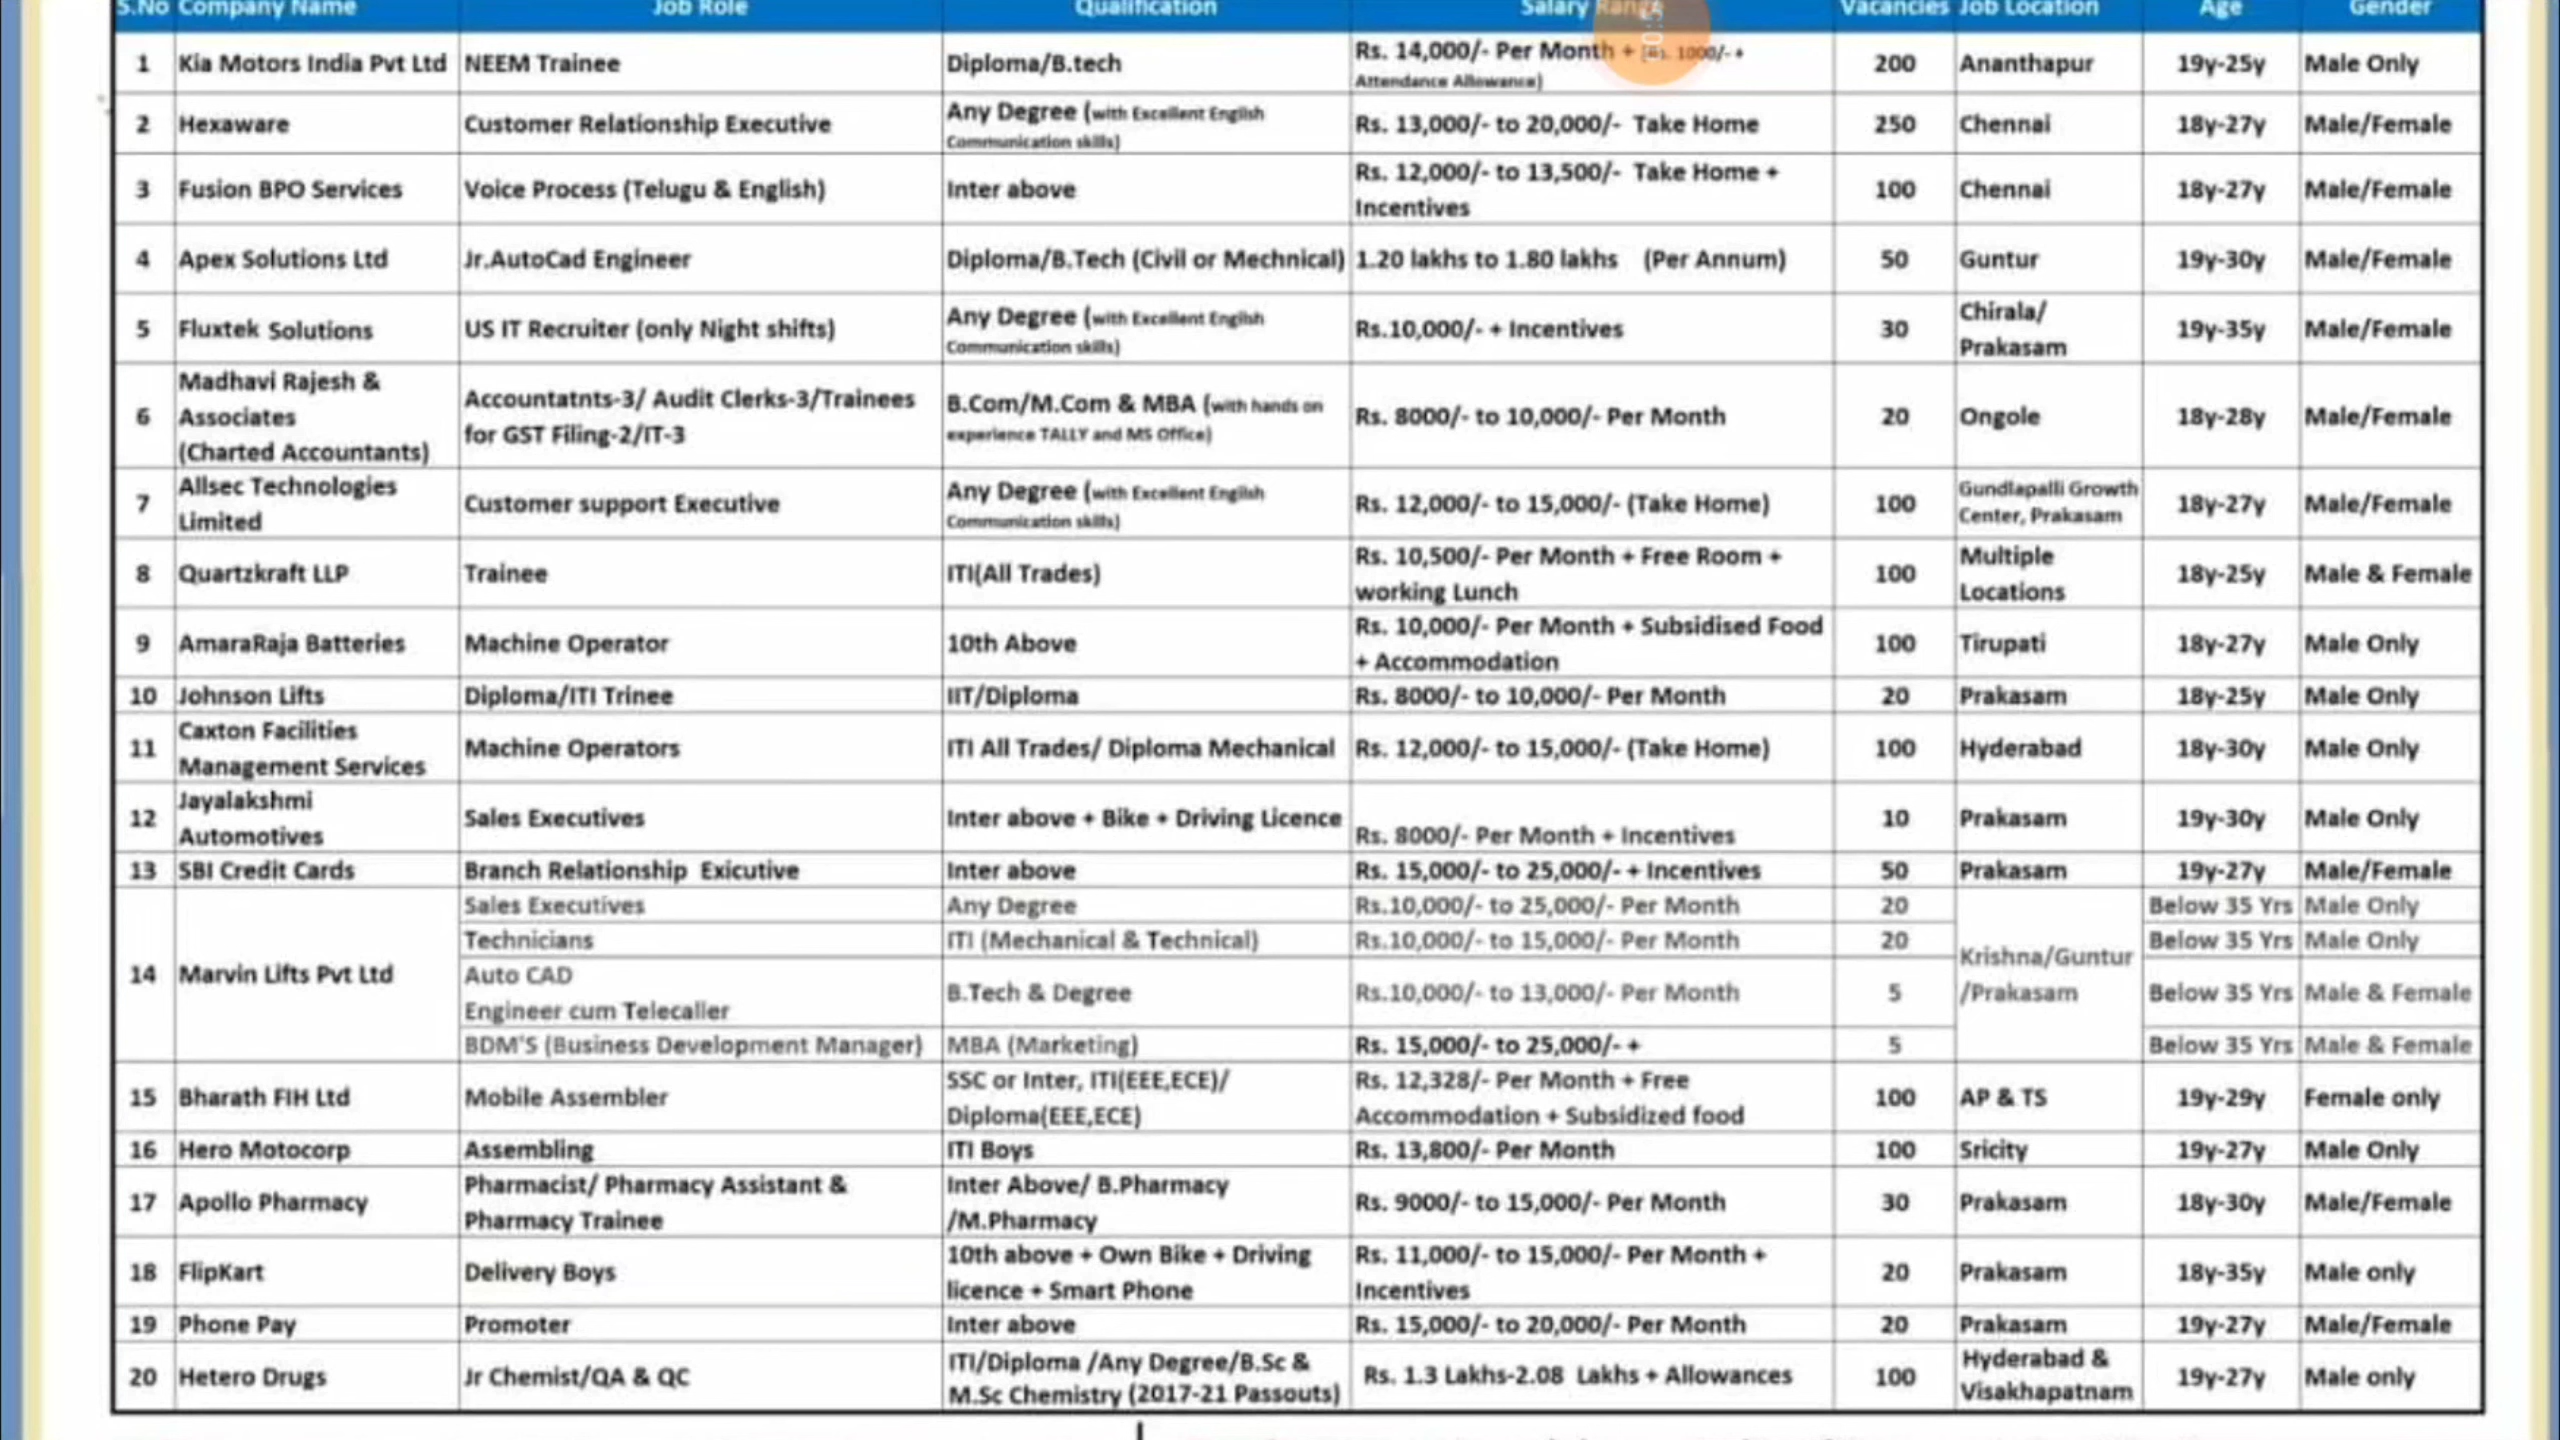 S.No Company Name Job Role Qualification Salary Range Vacancies Job Location Age Gender
1 Kia Motors India Pvt Ltd NEEM Trainee Diploma/B.tech Rs. 14,000/- Per Month + (Rs. 1000/- + Attendance Allowance) 200 Ananthapur 19y-25y Male Only
2 Hexaware Customer Relationship Executive Any Degree (with Excellent English Communication skills) Rs. 13,000/- to 20,000/- Take Home 250 Chennai 18y-27y Male/Female
3 Fusion BPO Services Voice Process (Telugu & English) Inter above Rs. 12,000/- to 13,500/- Take Home + Incentives 100 Chennai 18y-27y Male/Female
4 Apex Solutions Ltd Jr.AutoCad Engineer Diploma/B.Tech (Civil or Mechnical) 1.20 lakhs to 1.80 lakhs (Per Annum) 50 Guntur 19y-30y Male/Female
5 Fluxtek Solutions US IT Recruiter (only Night shifts) Any Degree (with Excellent English Communication skills) Rs.10,000/- + Incentives 30 Chirala/ Prakasam 19y-35y Male/Female
6 Madhavi Rajesh & Associates (Charted Accountants) Accountatnts-3/ Audit Clerks-3/Trainees for GST Filing-2/IT-3 B.Com/M.Com & MBA (with hands on experience TALLY and MS Office) Rs. 8000/- to 10,000/- Per Month 20 Ongole 18y-28y Male/Female
7 Allsec Technologies Limited Customer support Executive Any Degree (with Excellent English Communication skills) Rs. 12,000/- to 15,000/- (Take Home) 100 Gundlapalli Growth Center, Prakasam 18y-27y Male/Female
8 Quartzkraft LLP Trainee ITI(All Trades) Rs. 10,500/- Per Month + Free Room + working Lunch 100 Multiple Locations 18y-25y Male & Female
9 AmaraRaja Batteries Machine Operator 10th Above Rs. 10,000/- Per Month + Subsidised Food + Accommodation 100 Tirupati 18y-27y Male Only
10 Johnson Lifts Diploma/ITI Trinee IIT/Diploma Rs. 8000/- to 10,000/- Per Month 20 Prakasam 18y-25y Male Only
11 Caxton Facilities Management Services Machine Operators ITI All Trades/ Diploma Mechanical Rs. 12,000/- to 15,000/- (Take Home) 100 Hyderabad 18y-30y Male Only
12 Jayalakshmi Automotives Sales Executives Inter above + Bike + Driving Licence Rs. 8000/- Per Month + Incentives 10 Prakasam 19y-30y Male Only
13 SBI Credit Cards Branch Relationship Exicutive Inter above Rs. 15,000/- to 25,000/- + Incentives 50 Prakasam 19y-27y Male/Female
14 Marvin Lifts Pvt Ltd Sales Executives Any Degree Rs.10,000/- to 25,000/- Per Month 20 Krishna/Guntur /Prakasam Below 35 Yrs Male Only
Technicians ITI (Mechanical & Technical) Rs.10,000/- to 15,000/- Per Month 20 Below 35 Yrs Male Only
Auto CAD Engineer cum Telecaller B.Tech & Degree Rs.10,000/- to 13,000/- Per Month 5 Below 35 Yrs Male & Female
BDM'S (Business Development Manager) MBA (Marketing) Rs. 15,000/- to 25,000/- + 5 Below 35 Yrs Male & Female
15 Bharath FIH Ltd Mobile Assembler SSC or Inter, ITI(EEE,ECE)/ Diploma(EEE,ECE) Rs. 12,328/- Per Month + Free Accommodation + Subsidized food 100 AP & TS 19y-29y Female only
16 Hero Motocorp Assembling ITI Boys Rs. 13,800/- Per Month 100 Sricity 19y-27y Male Only
17 Apollo Pharmacy Pharmacist/ Pharmacy Assistant & Pharmacy Trainee Inter Above/ B.Pharmacy /M.Pharmacy Rs. 9000/- to 15,000/- Per Month 30 Prakasam 18y-30y Male/Female
18 FlipKart Delivery Boys 10th above + Own Bike + Driving licence + Smart Phone Rs. 11,000/- to 15,000/- Per Month + Incentives 20 Prakasam 18y-35y Male only
19 Phone Pay Promoter Inter above Rs. 15,000/- to 20,000/- Per Month 20 Prakasam 19y-27y Male/Female
20 Hetero Drugs Jr Chemist/QA & QC ITI/Diploma /Any Degree/B.Sc & M.Sc Chemistry (2017-21 Passouts) Rs. 1.3 Lakhs-2.08 Lakhs + Allowances 100 Hyderabad & Visakhapatnam 19y-27y Male only